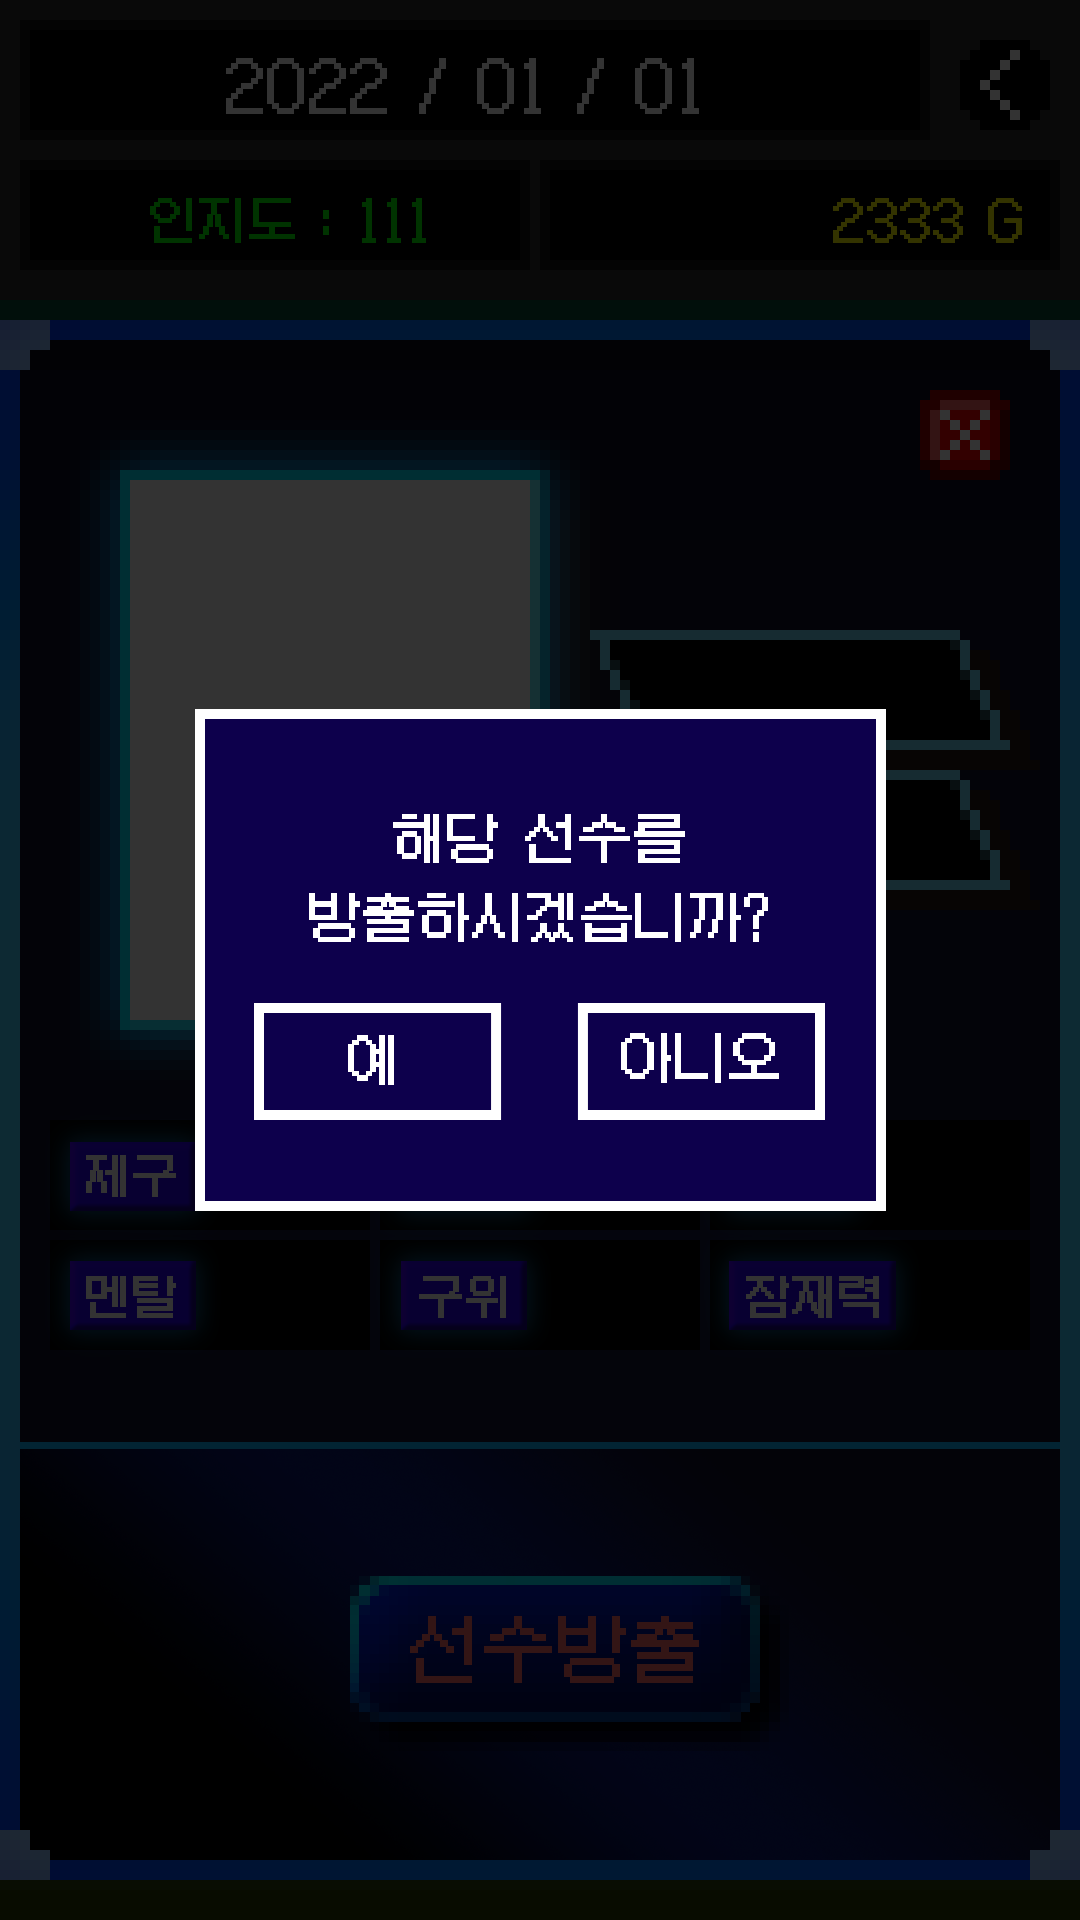 2022 / 01 / 01
인지도 : 111
2333 G
해당 선수를
방출하시겠습니까?
예
아니오
제구
멘탈
구위
잠재력
선수방출